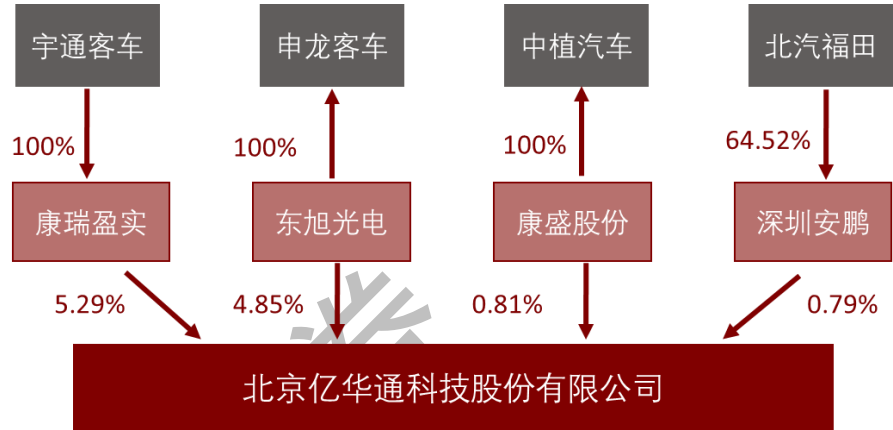 宇通客车
申龙客车
中植汽车
北汽福田
100%
100%
100%
64.52%
康瑞盈实
东旭光电
康盛股份
深圳安鹏
5.29%
4.85%
0.81%
0.79%
北京亿华通科技股份有限公司